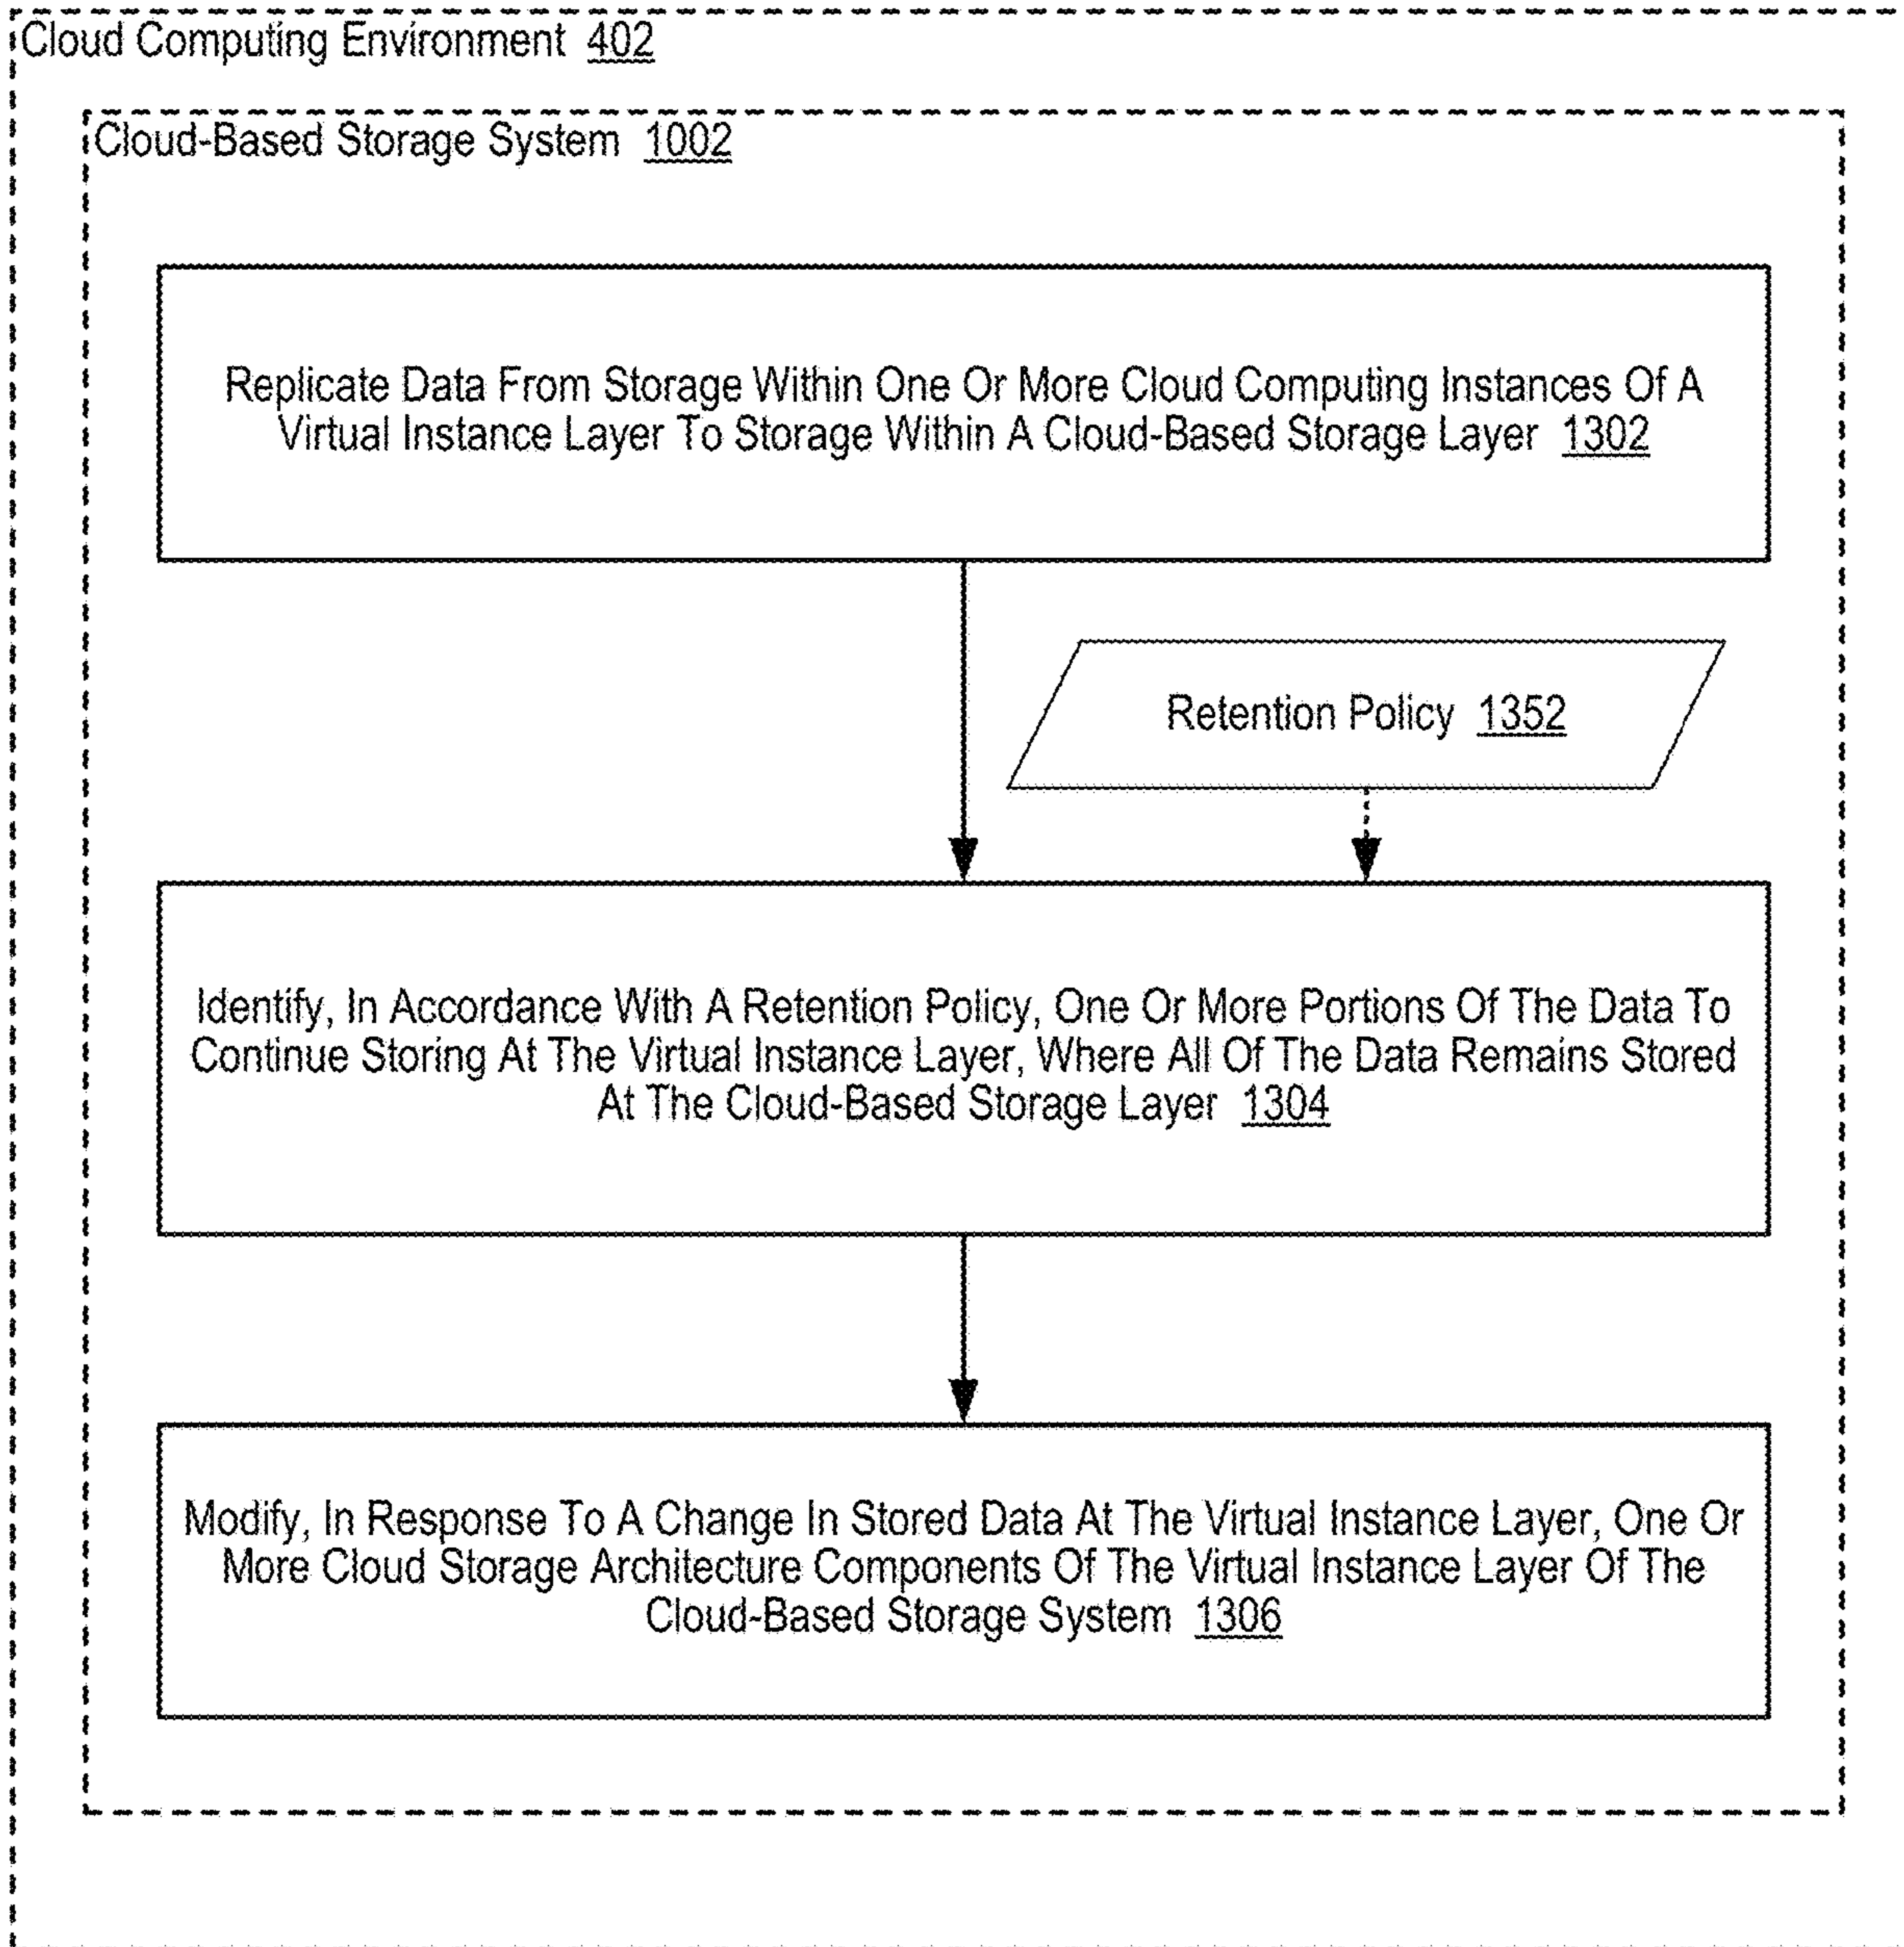 Cloud Computing Environment 402
Cloud-Based Storage System 1002
Replicate Data From Storage Within One Or More Cloud Computing Instances Of A
Virtual Instance Layer To Storage Within A Cloud-Based Storage Layer 1302
Retention Policy 1352
Identify, In Accordance With A Retention Policy, One Or More Portions Of The Data To
Continue Storing At The Virtual Instance Layer, Where All Of The Data Remains Stored
At The Cloud-Based Storage Layer 1304
Modify, In Response To A Change In Stored Data At The Virtual Instance Layer, One Or
More Cloud Storage Architecture Components Of The Virtual Instance Layer Of The
Cloud-Based Storage System 1306